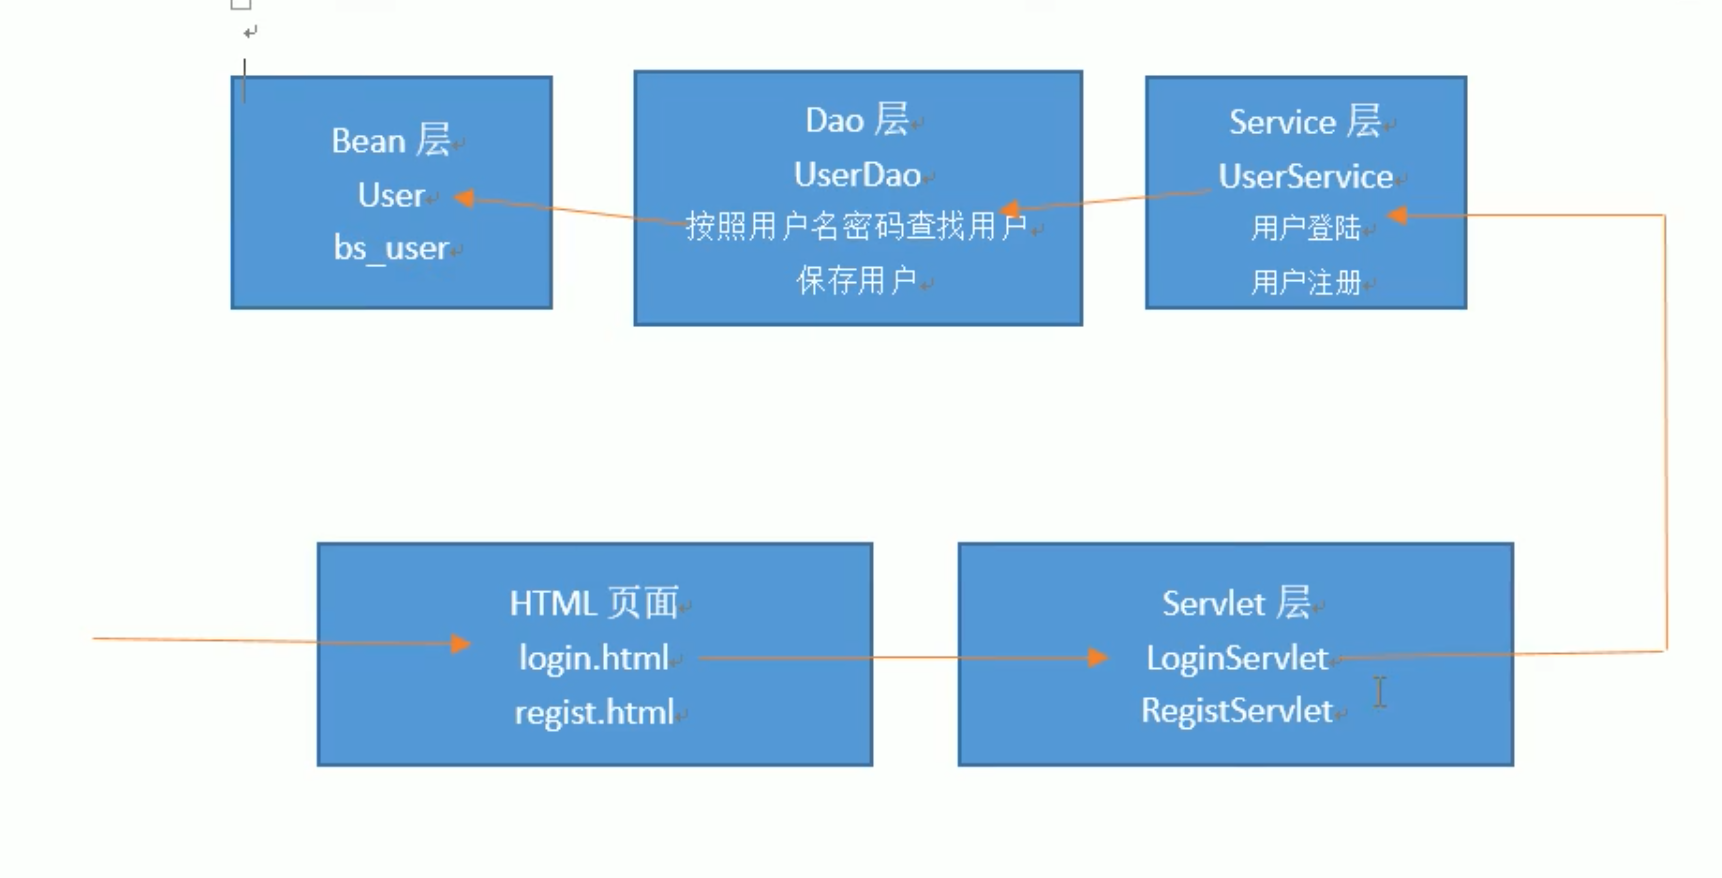 Bean 层
User
bs_user
Dao 层
UserDao
按照用户名密码查找用户
保存用户
Service 层
UserService
用户登陆
用户注册
HTML 页面
login.html
regist.html
Servlet 层
LoginServlet
RegistServlet